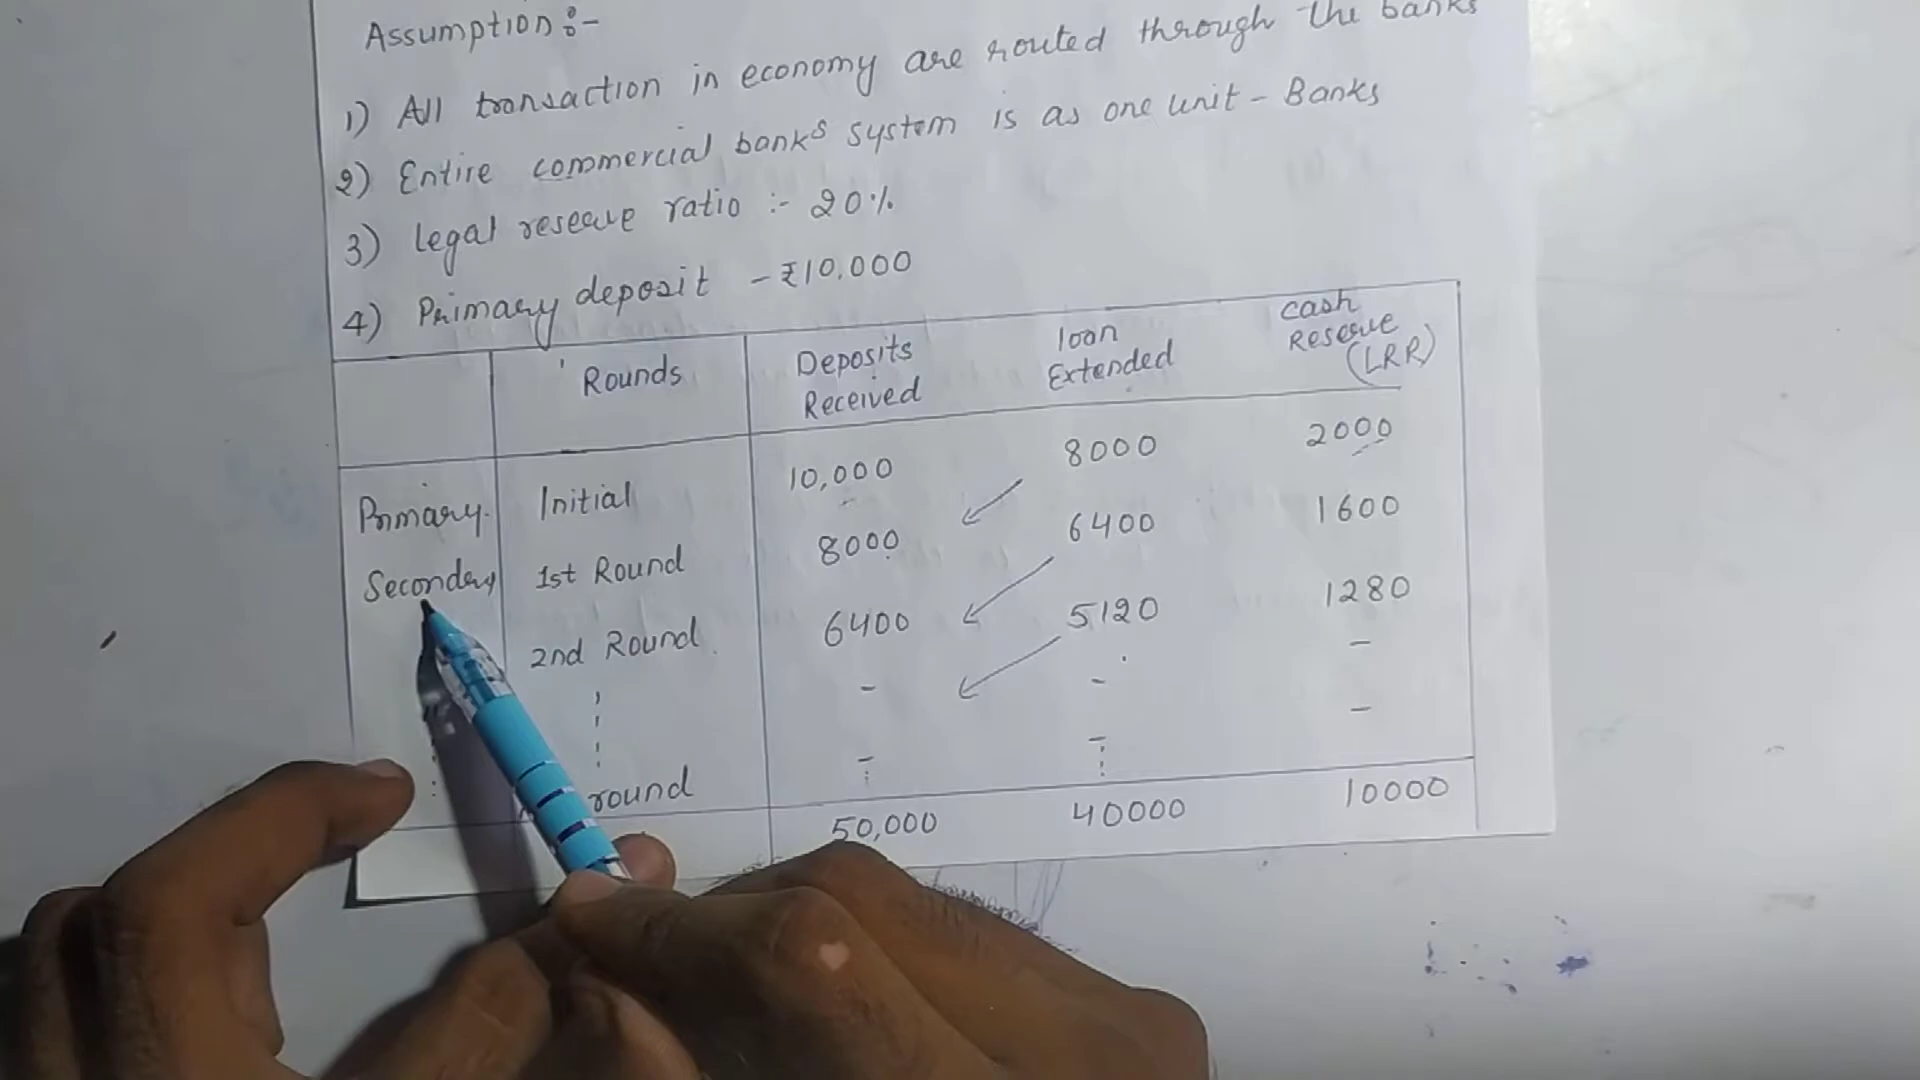 Assumption :-
1) All transaction in economy are routed through the banks
2) Entire commercial banks system is as one unit - Banks
3) legal reserve ratio :- 20%
4) Primary deposit - ₹10,000
Rounds Deposits Received loan Extended cash Reserve (LRR)
Primary Initial 10,000 8000 2000
Secondary 1st Round 8000 6400 1600
2nd Round 6400 5120 1280
- - -
- - -
round
50,000 40000 10000